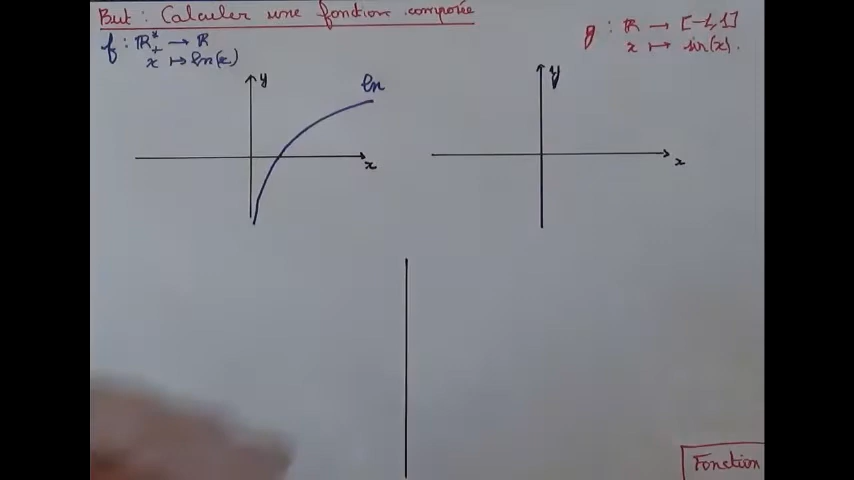 But : Calculer une fonction composée
f : ℝ₊* → ℝ
x ↦ ln(x)
g : ℝ → [-1,1]
x ↦ sin(x).
y
ln
x
y
x
Fonction